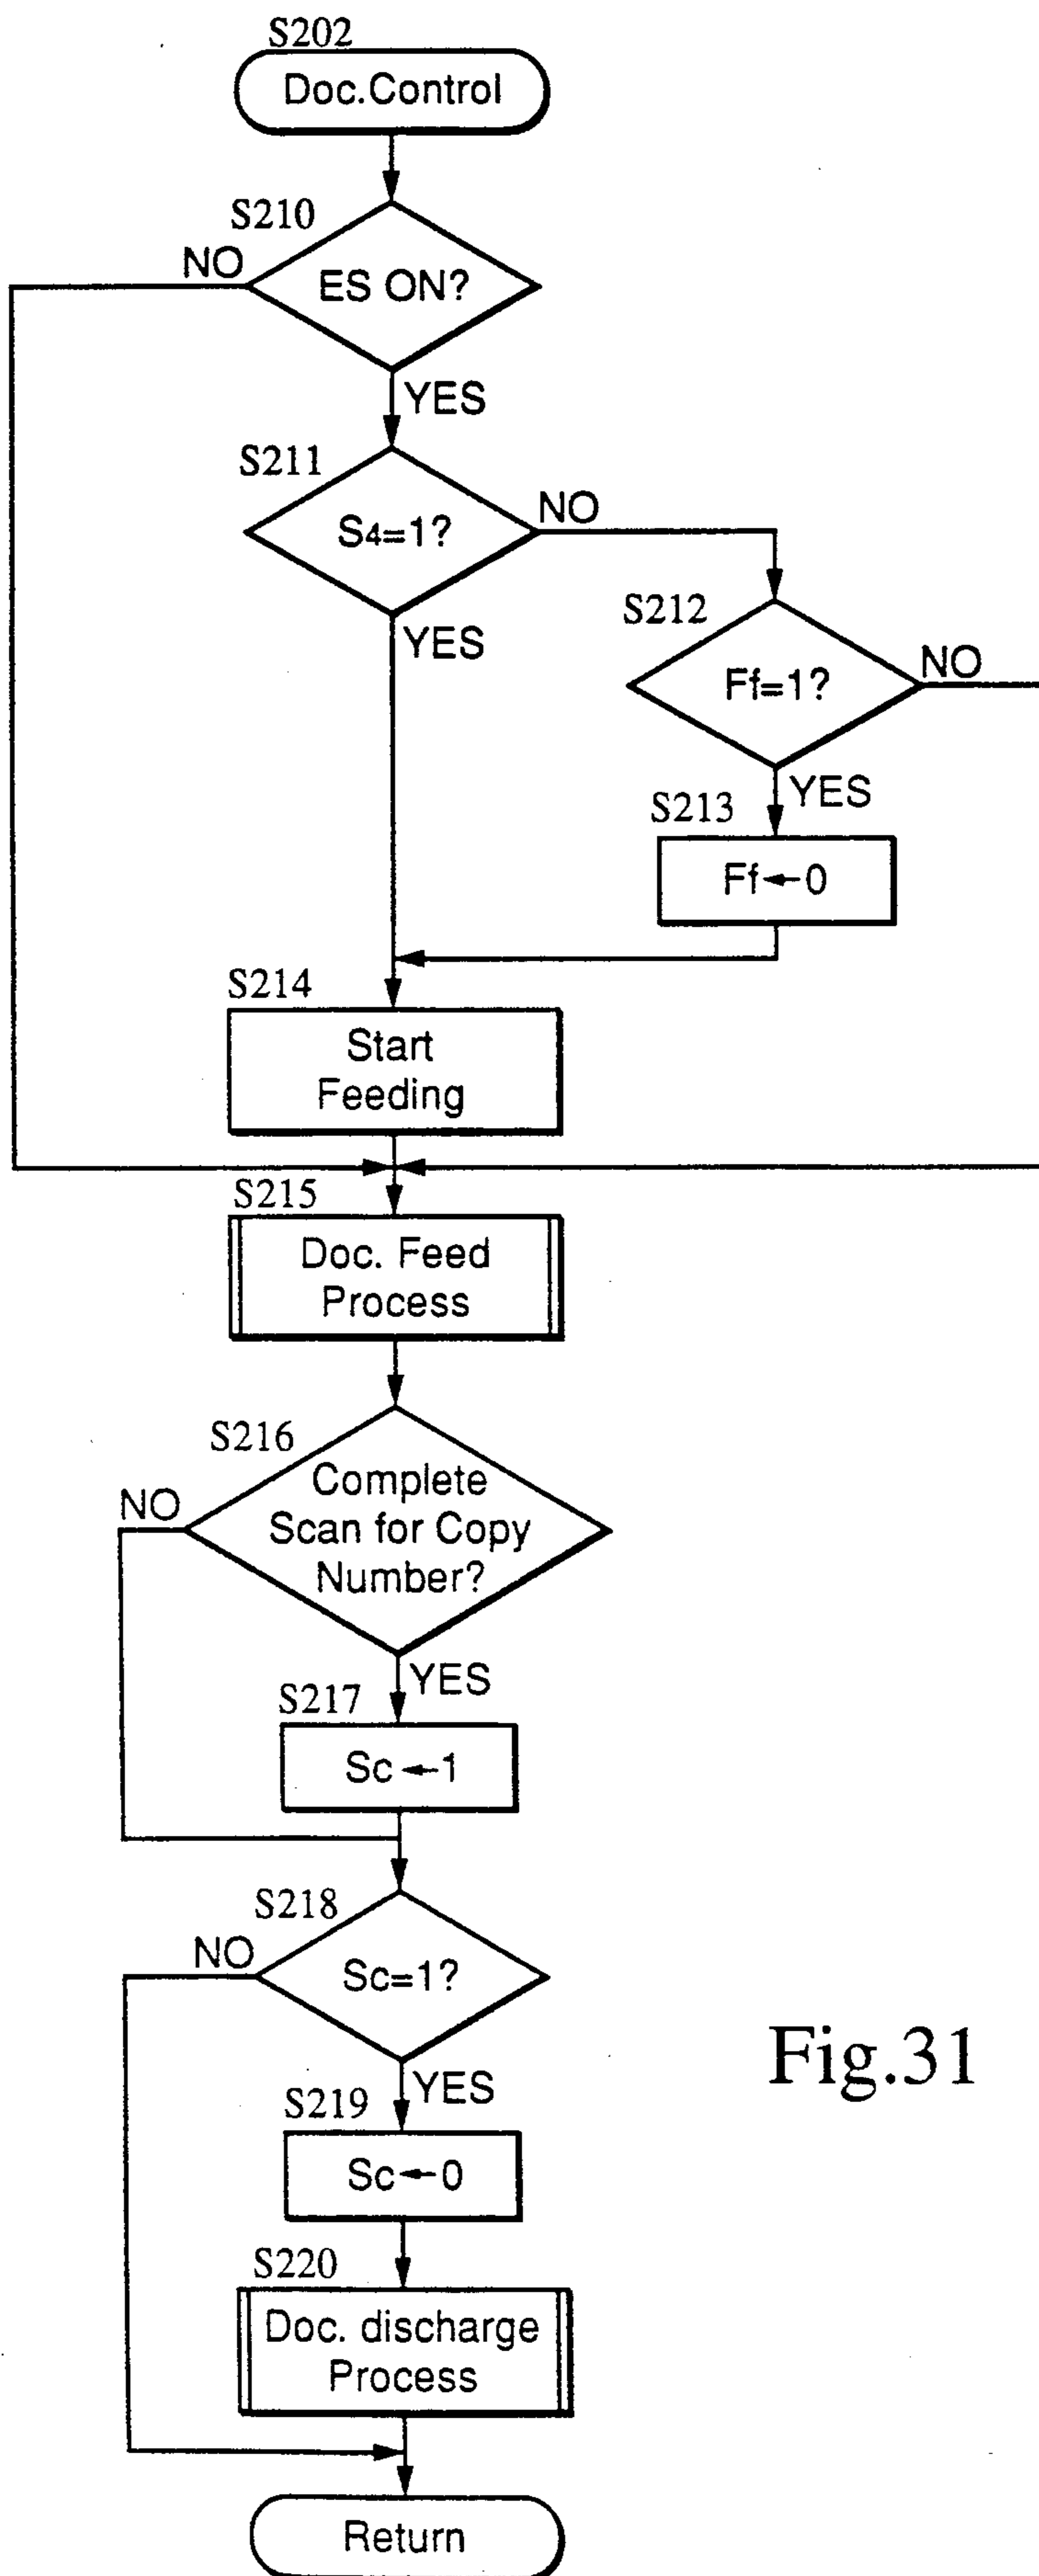 S202
Doc.Control
S210
NO
ES ON?
YES
S211
S4=1?
NO
YES
S212
Ff=1?
NO
YES
S213
Ff←0
S214
Start
Feeding
S215
Doc. Feed
Process
S216
NO
Complete
Scan for Copy
Number?
YES
S217
Sc←1
S218
NO
Sc=1?
YES
S219
Sc←0
S220
Doc. discharge
Process
Return
Fig.31